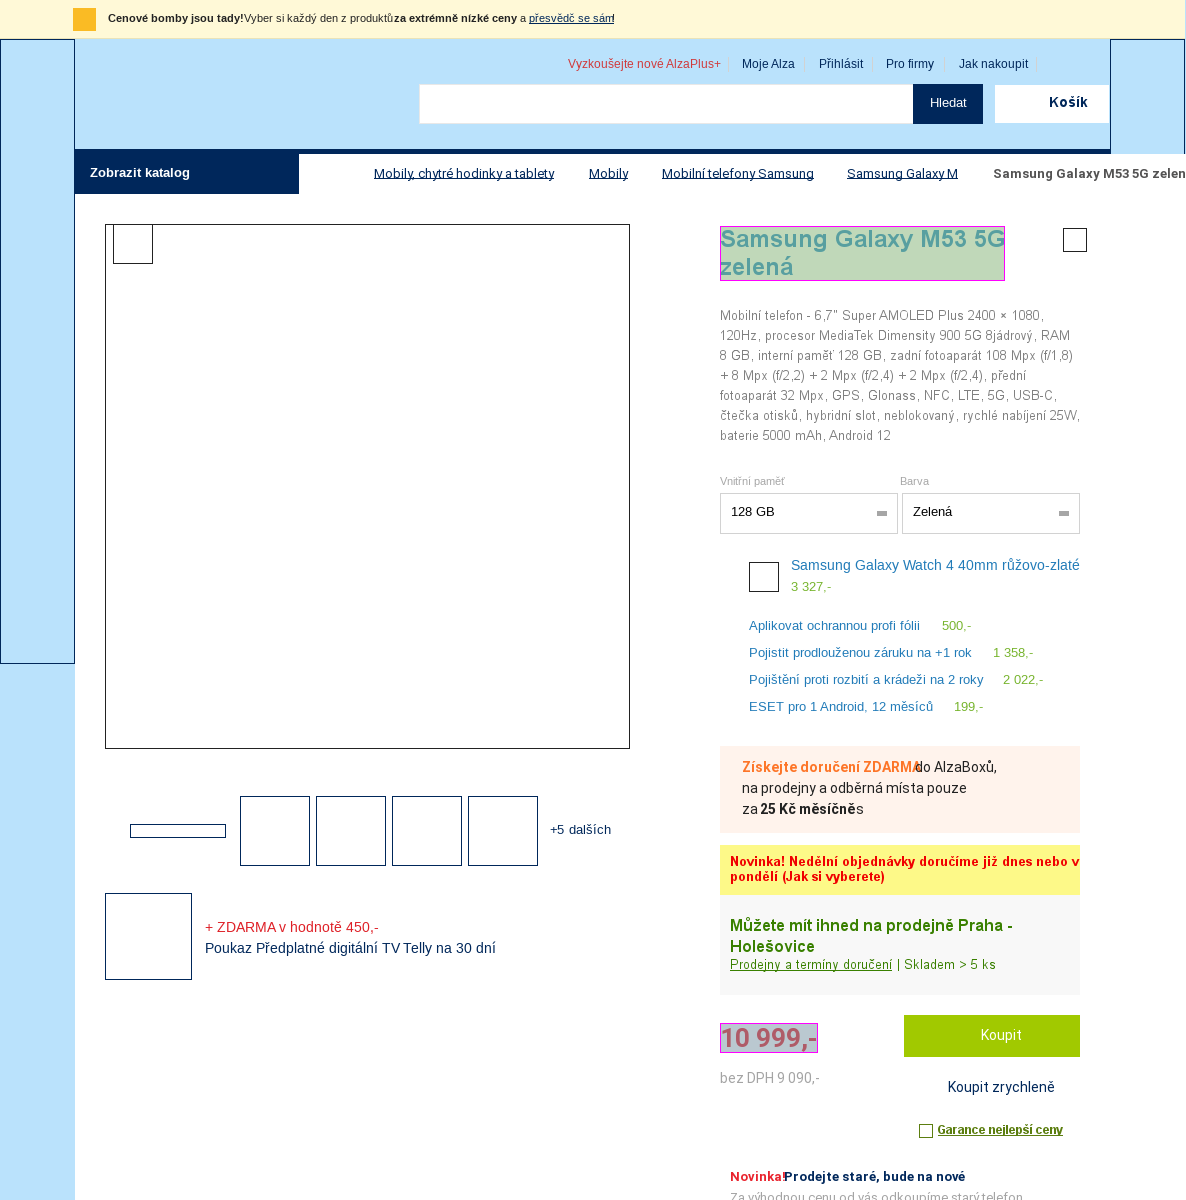 Cenové bomby jsou tady! Vyber si každý den z produktů za extrémně nízké ceny a přesvědč se sám!
Vyzkoušejte nové AlzaPlus+
Moje Alza
Přihlásit
Pro firmy
Jak nakoupit
Hledat
Košík
Zobrazit katalog
Mobily, chytré hodinky a tablety
Mobily
Mobilní telefony Samsung
Samsung Galaxy M
Samsung Galaxy M53 5G zelen
Samsung Galaxy M53 5G
zelená
Mobilní telefon - 6,7" Super AMOLED Plus 2400 × 1080,
120Hz, procesor MediaTek Dimensity 900 5G 8jádrový, RAM
8 GB, interní paměť 128 GB, zadní fotoaparát 108 Mpx (f/1,8)
+ 8 Mpx (f/2,2) + 2 Mpx (f/2,4) + 2 Mpx (f/2,4), přední
fotoaparát 32 Mpx, GPS, Glonass, NFC, LTE, 5G, USB-C,
čtečka otisků, hybridní slot, neblokovaný, rychlé nabíjení 25W,
baterie 5000 mAh, Android 12
Vnitřní paměť
Barva
128 GB
Zelená
Samsung Galaxy Watch 4 40mm růžovo-zlaté
3 327,-
Aplikovat ochrannou profi fólii 500,-
Pojistit prodlouženou záruku na +1 rok 1 358,-
Pojištění proti rozbití a krádeži na 2 roky 2 022,-
ESET pro 1 Android, 12 měsíců 199,-
Získejte doručení ZDARMA do AlzaBoxů,
na prodejny a odběrná místa pouze
za 25 Kč měsíčně s
+5 dalších
Novinka! Nedělní objednávky doručíme již dnes nebo v
pondělí (Jak si vyberete)
+ ZDARMA v hodnotě 450,-
Poukaz Předplatné digitální TV Telly na 30 dní
Můžete mít ihned na prodejně Praha -
Holešovice
Prodejny a termíny doručení | Skladem > 5 ks
10 999,-
Koupit
bez DPH 9 090,-
Koupit zrychleně
Garance nejlepší ceny
Novinka! Prodejte staré, bude na nové
Za výhodnou cenu od vás odkoupíme starý telefon